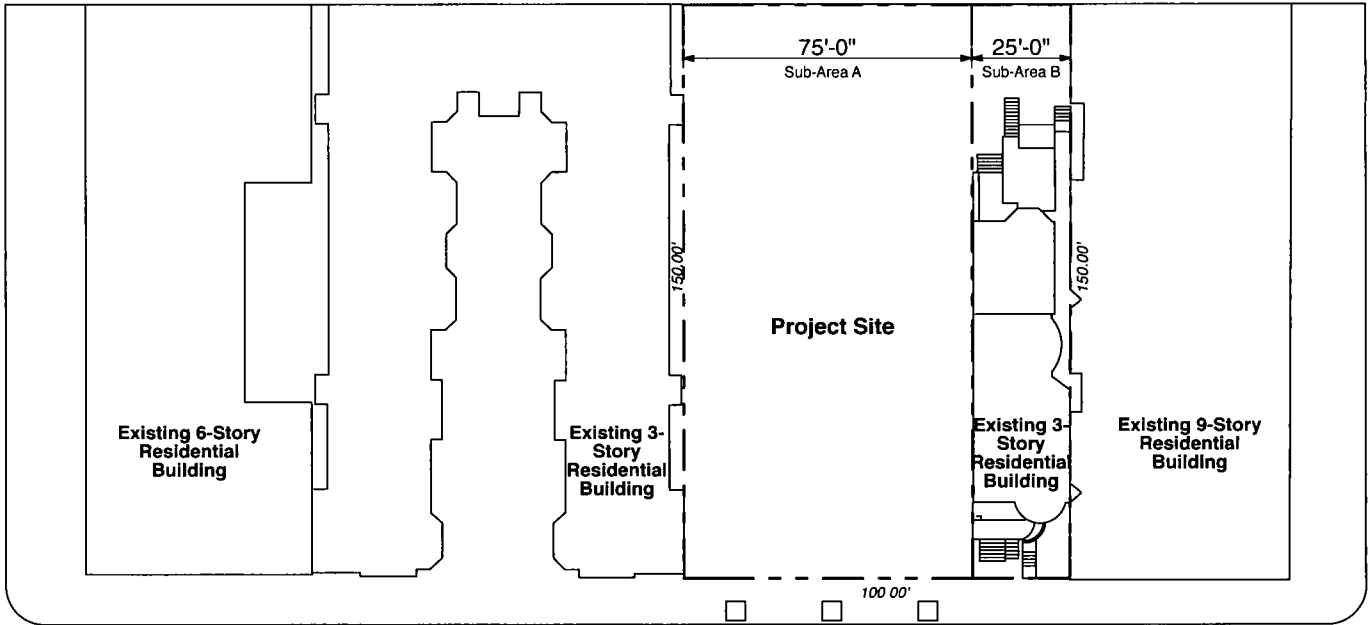 75'-0"
Sub-Area A
25'-0"
Sub-Area B
150.00'
150.00'
Project Site
Existing 6-Story
Residential
Building
Existing 3-
Story
Residential
Building
Existing 3-
Story
Residential
Building
Existing 9-Story
Residential
Building
100 00'